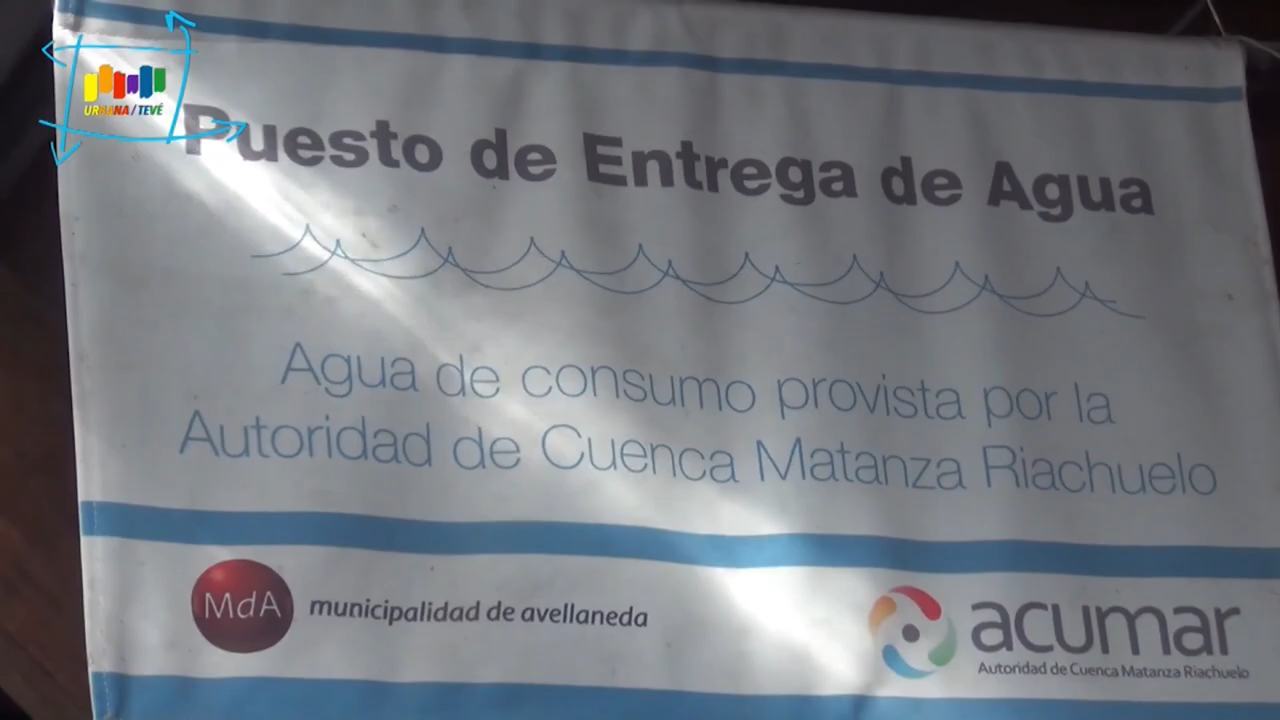 URBANA/TEVÉ
Puesto de Entrega de Agua
Agua de consumo provista por la
Autoridad de Cuenca Matanza Riachuelo
MdA municipalidad de avellaneda
acumar
Autoridad de Cuenca Matanza Riachuelo